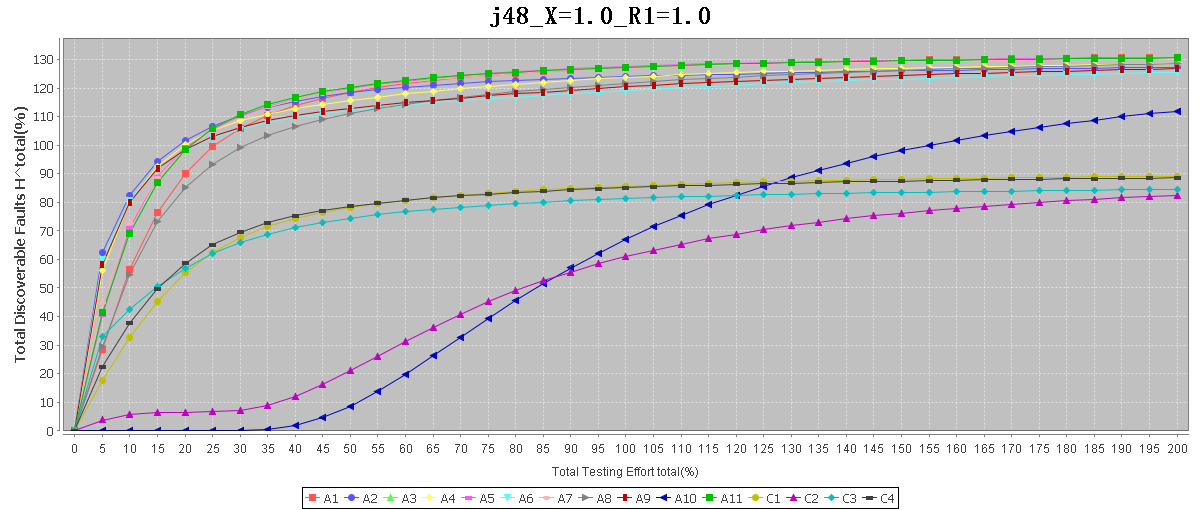 j48_X=1.0_R1=1.0
Total Discoverable Faults H^total(%)
130
120
110
100
90
80
70
60
50
40
30
20
10
0
0 5 10 15 20 25 30 35 40 45 50 55 60 65 70 75 80 85 90 95 100 105 110 115 120 125 130 135 140 145 150 155 160 165 170 175 180 185 190 195 200
Total Testing Effort total(%)
A1 A2 A3 A4 A5 A6 A7 A8 A9 A10 A11 C1 C2 C3 C4